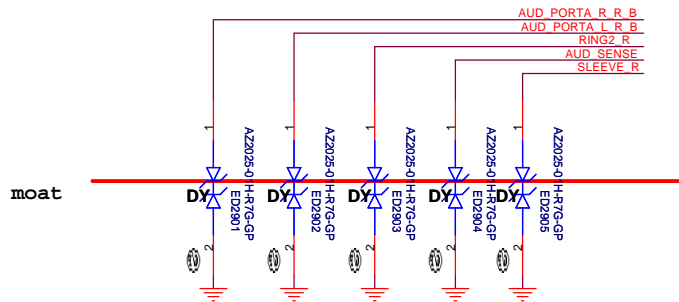 AUD_PORTA_R_R_B
AUD_PORTA_L_R_B
RING2_R
AUD_SENSE
SLEEVE_R
1
1
1
1
1
AZ2025-01H-R7G-GP
AZ2025-01H-R7G-GP
AZ2025-01H-R7G-GP
AZ2025-01H-R7G-GP
AZ2025-01H-R7G-GP
moat
DY
DY
DY
DY
DY
ED2901
ED2902
ED2903
ED2904
ED2905
2
2
2
2
2